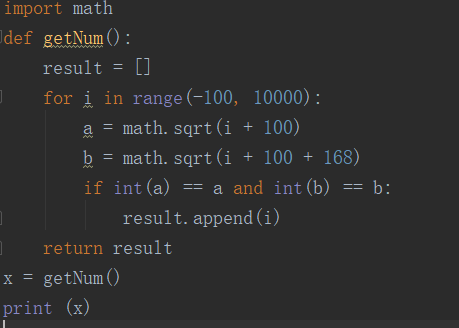 import math
def getNum():
    result = []
    for i in range(-100, 10000):
        a = math.sqrt(i + 100)
        b = math.sqrt(i + 100 + 168)
        if int(a) == a and int(b) == b:
            result.append(i)
    return result
x = getNum()
print (x)